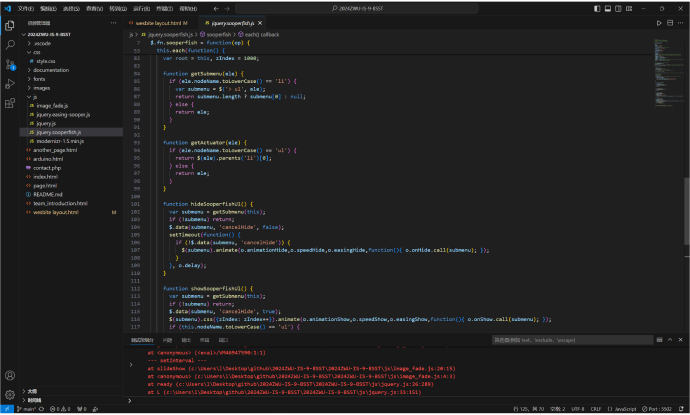 文件(F) 编辑(E) 选择(S) 查看(V) 转到(G) 运行(R) 终端(T) 帮助(H)
2024ZWU-IS-9-BSST
资源管理器
2024ZWU-IS-9-BSST
.vscode
css
style.css
documentation
fonts
images
js
image_fade.js
jquery.easing-sooper.js
jquery.js
jquery.sooperfish.js
modernizr-1.5.min.js
another_page.html
arduino.html
contact.php
index.html
page.html
README.md
team_introduction.html
wesbite layout.html M
大纲
时间线
wesbite layout.html M
jquery.sooperfish.js
js > jquery.sooperfish.js > sooperfish > each() callback
7 $.fn.sooperfish = function(op) {
this.each(function() {
82 var root = this, zIndex = 1000;
84 function getSubmenu(ele) {
85 if (ele.nodeName.toLowerCase() == 'li') {
86 var submenu = $('> ul', ele);
87 return submenu.length ? submenu[0] : null;
88 } else {
89 return ele;
90 }
91 }
92
93 function getActuator(ele) {
94 if (ele.nodeName.toLowerCase() == 'ul') {
95 return $(ele).parents('li')[0];
96 } else {
97 return ele;
98 }
99 }
100
101 function hideSooperfishUl() {
102 var submenu = getSubmenu(this);
103 if (!submenu) return;
104 $.data(submenu, 'cancelHide', false);
105 setTimeout(function() {
106 if (!$.data(submenu, 'cancelHide')) {
107 $(submenu).animate(o.animationHide,o.speedHide,o.easingHide,function(){ o.onHide.call(submenu); });
108 }
109 }, o.delay);
110 }
111
112 function showSooperfishUl() {
113 var submenu = getSubmenu(this);
114 if (!submenu) return;
115 $.data(submenu, 'cancelHide', true);
116 $(submenu).css({zIndex: zIndex++}).animate(o.animationShow,o.speedShow,o.easingShow,function(){ o.onShow.call(submenu); });
117 if (this.nodeName.toLowerCase() == 'ul') {
调试控制台 问题 输出 终端 端口
at <anonymous> (<eval>/VM46947590:1:1)
--- setInterval ---
at slideShow (c:\Users\l\Desktop\github\2024ZWU-IS-9-BSST\2024ZWU-IS-9-BSST\js\image_fade.js:20:15)
at <anonymous> (c:\Users\l\Desktop\github\2024ZWU-IS-9-BSST\2024ZWU-IS-9-BSST\js\image_fade.js:4:3)
at ready (c:\Users\l\Desktop\github\2024ZWU-IS-9-BSST\2024ZWU-IS-9-BSST\js\jquery.js:26:289)
at L (c:\Users\l\Desktop\github\2024ZWU-IS-9-BSST\2024ZWU-IS-9-BSST\js\jquery.js:33:151)
main* 0 8 0
行 125, 列 70 空格: 2 UTF-8 CRLF {} JavaScript Port : 5502